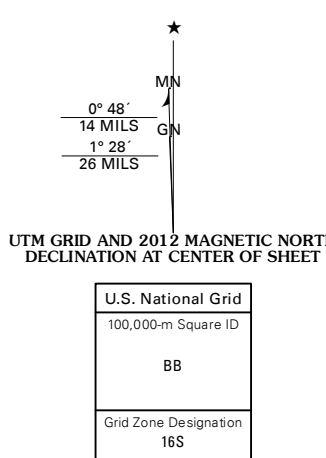 ★
MN
0° 48´
14 MILS
GN
1° 28´
26 MILS
UTM GRID AND 2012 MAGNETIC NORT
DECLINATION AT CENTER OF SHEET
U.S. National Grid
100,000-m Square ID
BB
Grid Zone Designation
16S